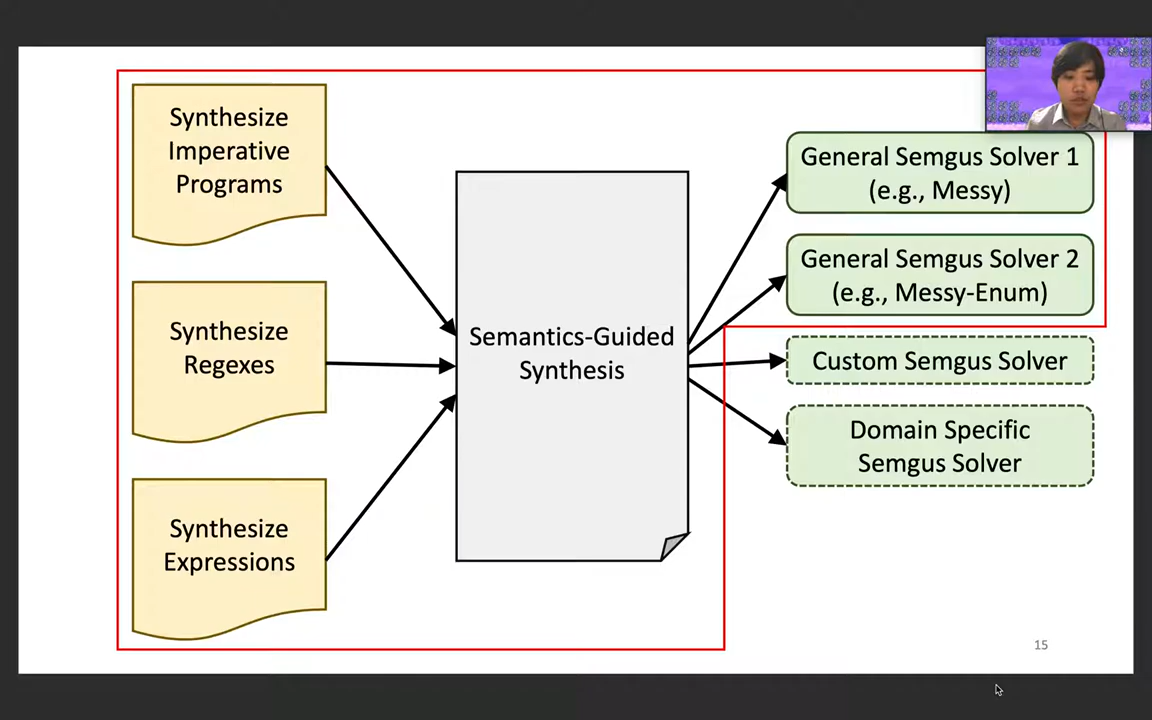 Synthesize
Imperative
Programs
Synthesize
Regexes
Synthesize
Expressions
Semantics-Guided
Synthesis
General Semgus Solver 1
(e.g., Messy)
General Semgus Solver 2
(e.g., Messy-Enum)
Custom Semgus Solver
Domain Specific
Semgus Solver
15